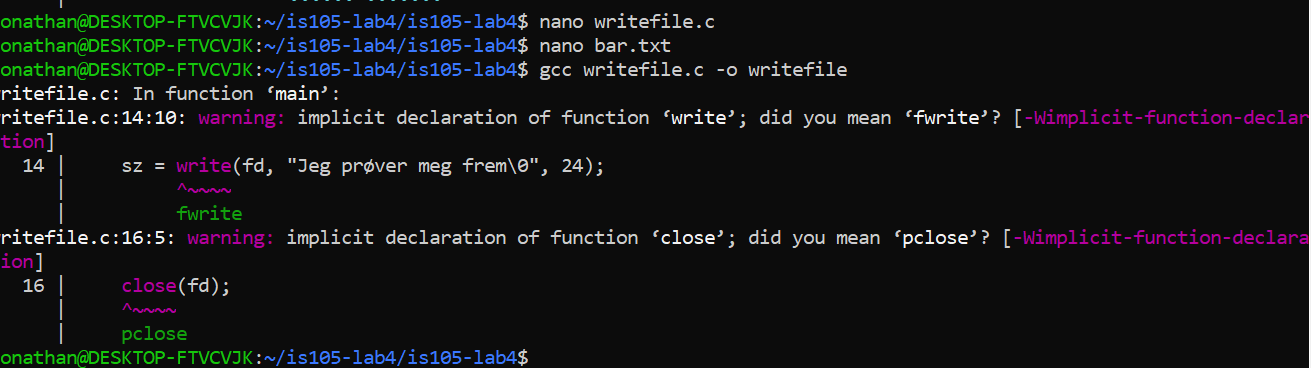 onathan@DESKTOP-FTVCVJK:~/is105-lab4/is105-lab4$ nano writefile.c
onathan@DESKTOP-FTVCVJK:~/is105-lab4/is105-lab4$ nano bar.txt
onathan@DESKTOP-FTVCVJK:~/is105-lab4/is105-lab4$ gcc writefile.c -o writefile
ritefile.c: In function ‘main’:
ritefile.c:14:10: warning: implicit declaration of function ‘write’; did you mean ‘fwrite’? [-Wimplicit-function-declar
tion]
   14 |     sz = write(fd, "Jeg prøver meg frem\0", 24);
      |          ^~~~~
      |          fwrite
ritefile.c:16:5: warning: implicit declaration of function ‘close’; did you mean ‘pclose’? [-Wimplicit-function-declara
ion]
   16 |     close(fd);
      |     ^~~~~
      |     pclose
onathan@DESKTOP-FTVCVJK:~/is105-lab4/is105-lab4$